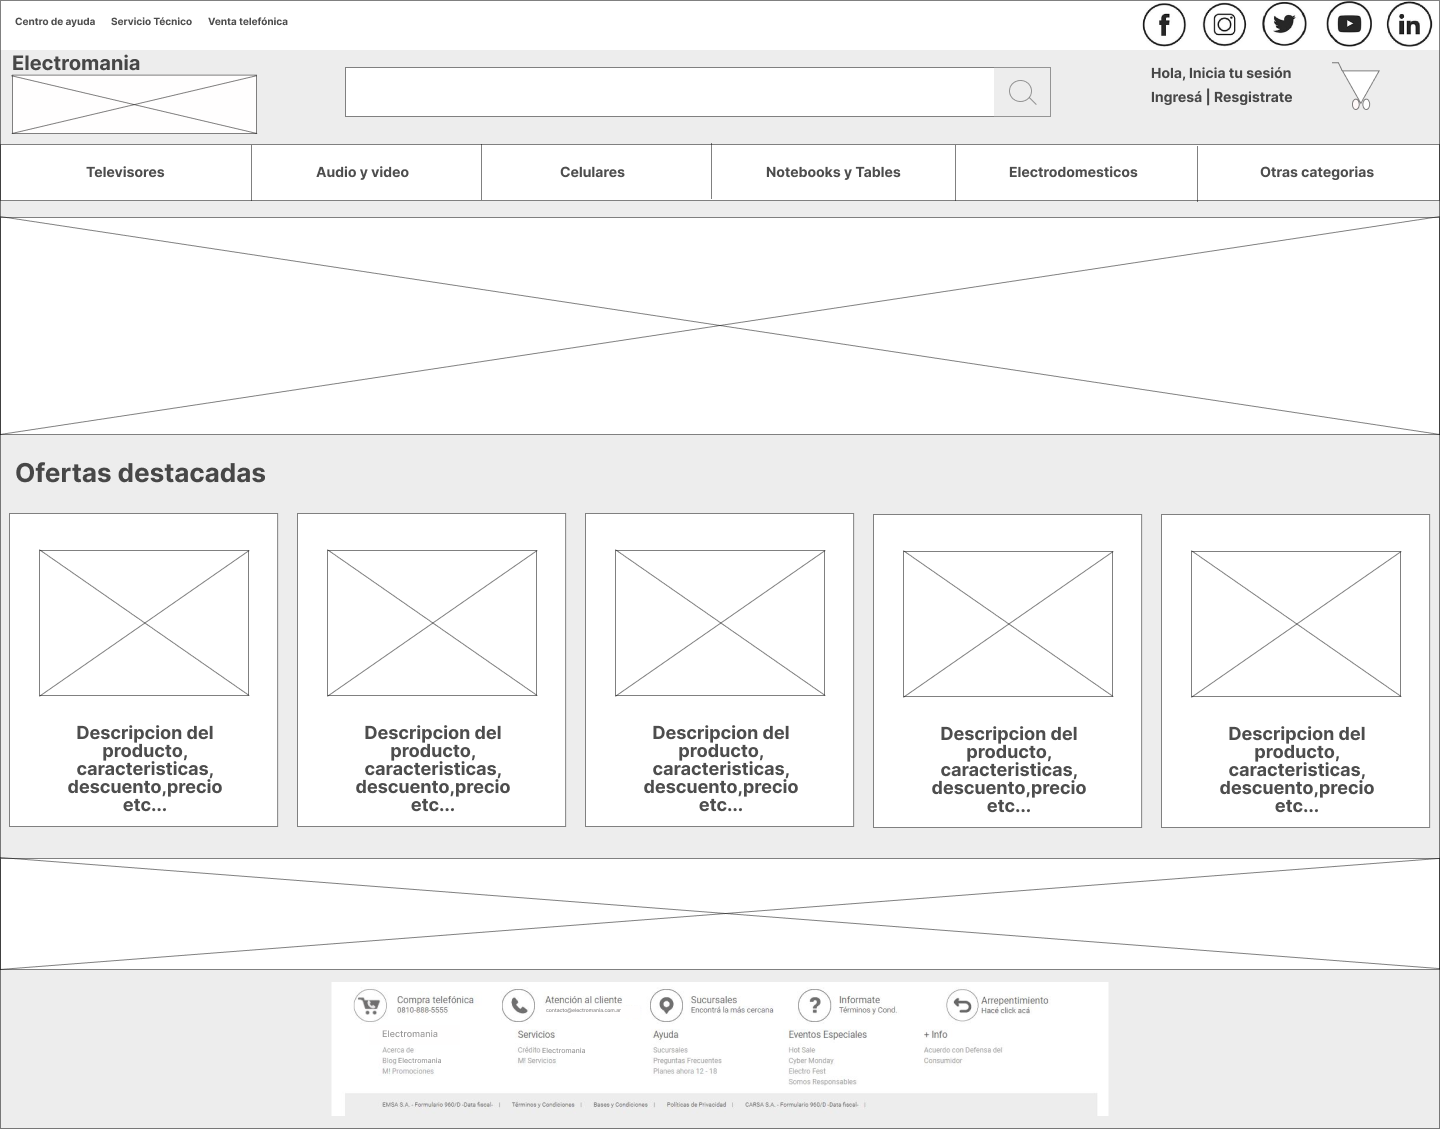 Centro de ayuda Servicio Técnico Venta telefónica
Electromania
Hola, Inicia tu sesión
Ingresá | Resgistrate
Televisores Audio y video Celulares Notebooks y Tables Electrodomesticos Otras categorias
Ofertas destacadas
Descripcion del
producto,
caracteristicas,
descuento,precio
etc...
Descripcion del
producto,
caracteristicas,
descuento,precio
etc...
Descripcion del
producto,
caracteristicas,
descuento,precio
etc...
Descripcion del
producto,
caracteristicas,
descuento,precio
etc...
Descripcion del
producto,
caracteristicas,
descuento,precio
etc...
Compra telefónica
0810-888-5555
Atención al cliente
contacto@electromania.com.ar
Sucursales
Encontrá la más cercana
Informate
Términos y Cond.
Arrepentimiento
Hacé click acá
Electromania
Acerca de
Blog Electromania
Mi Promociones
Servicios
Crédito Electromania
Mi Servicios
Ayuda
Sucursales
Preguntas Frecuentes
Planes ahora 12 - 18
Eventos Especiales
Hot Sale
Cyber Monday
Electro Fest
Somos Responsables
+ Info
Acuerdo con Defensa del
Consumidor
EMSA S.A. - Formulario 960/D -Data fiscal- | Términos y Condiciones | Bases y Condiciones | Políticas de Privacidad | CARSA S.A. - Formulario 960/D -Data fiscal- |